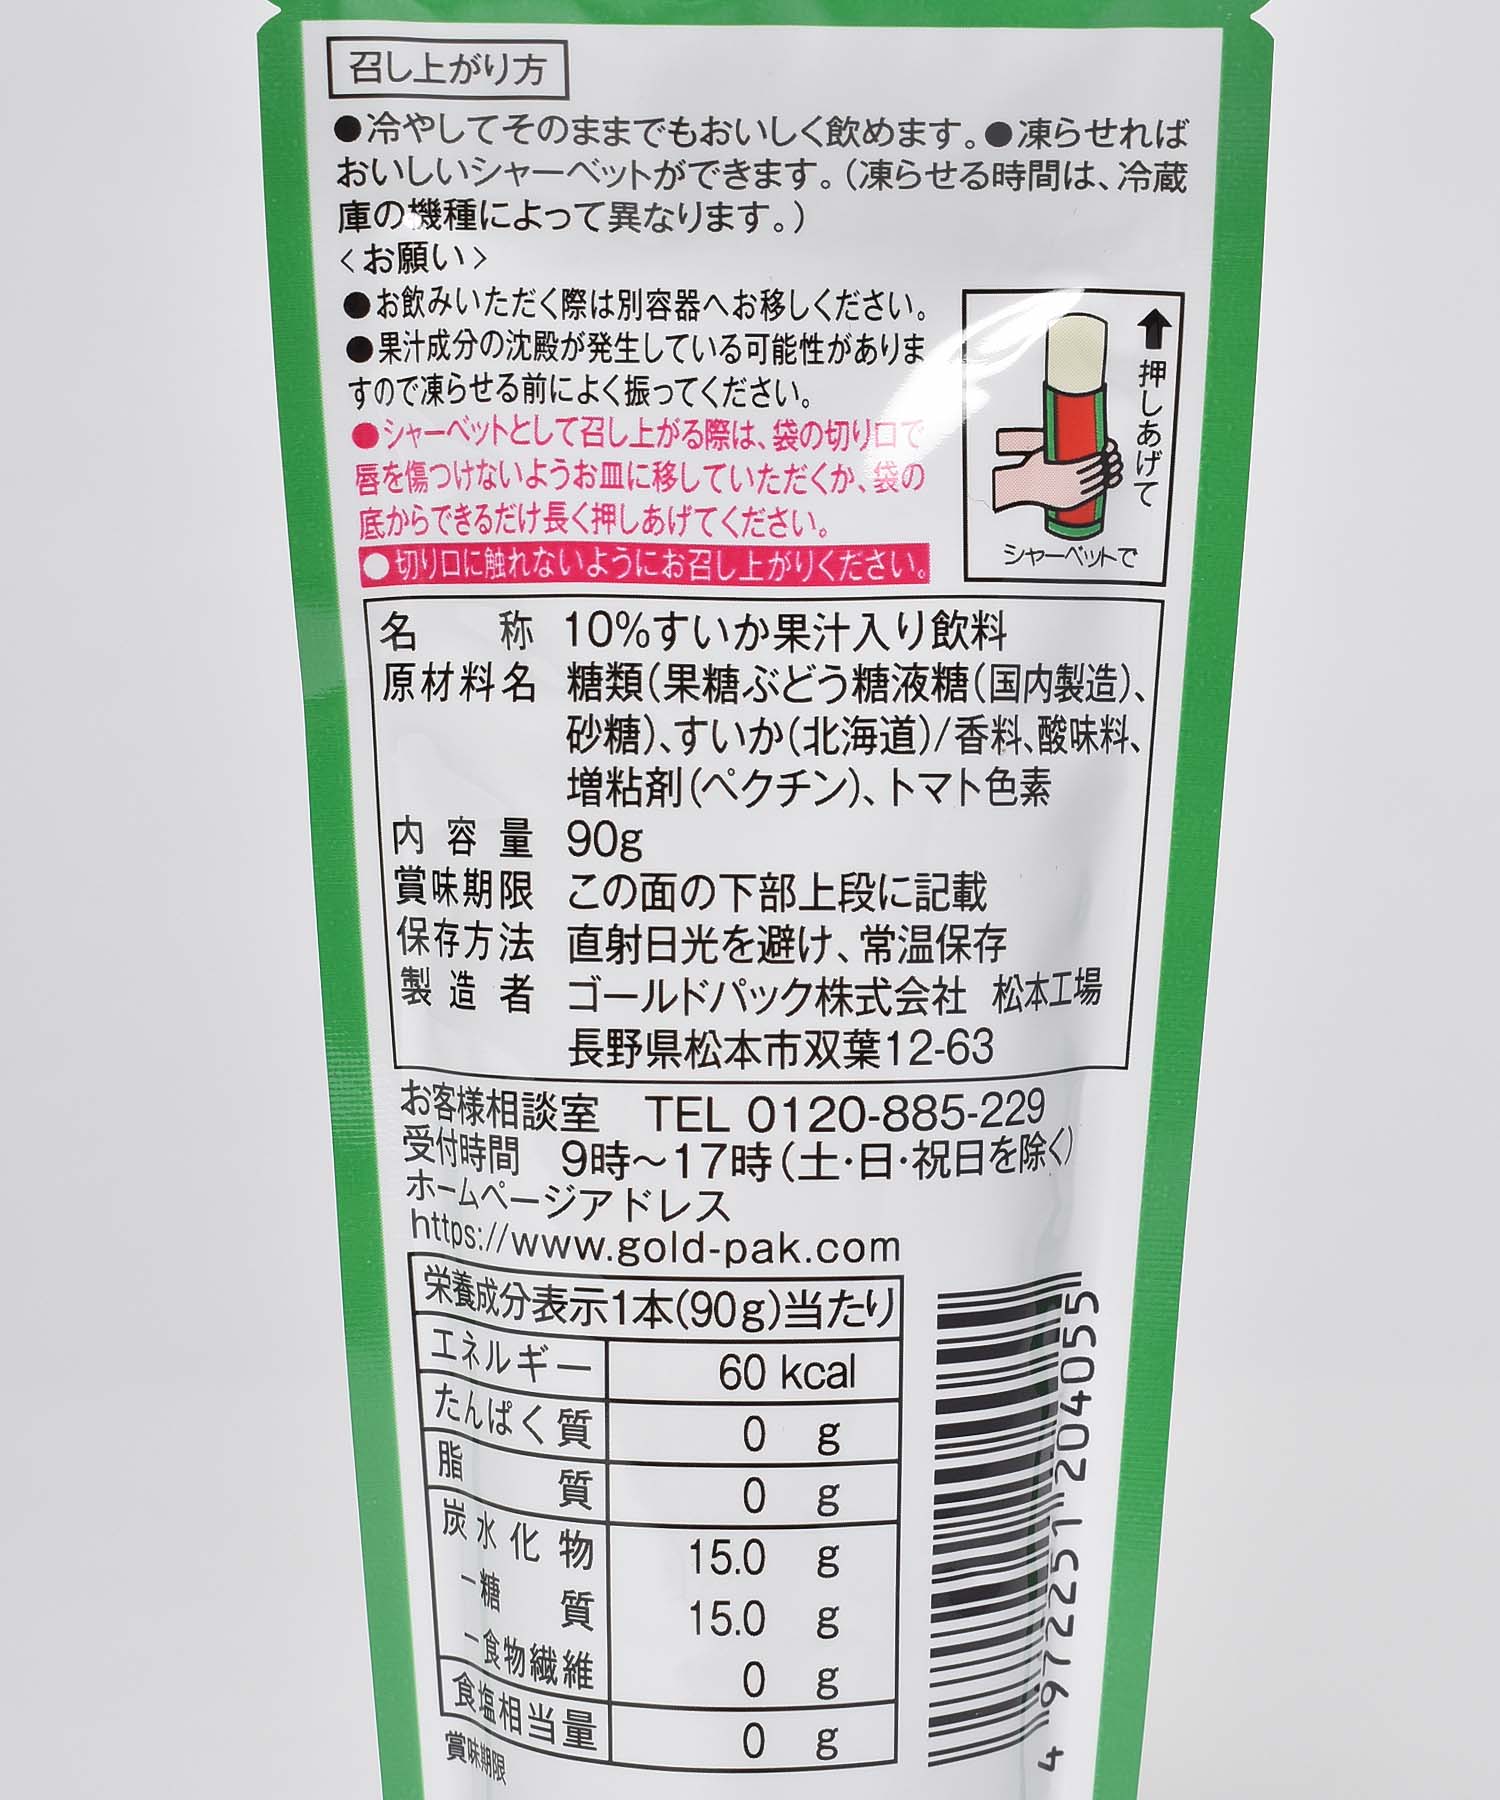 召し上がり方
●冷やしてそのままでもおいしく飲めます。●凍らせれば
おいしいシャーベットができます。(凍らせる時間は、冷蔵
庫の機種によって異なります。)
<お願い>
●お飲みいただく際は別容器へお移しください。
●果汁成分の沈殿が発生している可能性がありま
すので凍らせる前によく振ってください。
●シャーベットとして召し上がる際は、袋の切り口で
唇を傷つけないようお皿に移していただくか、袋の
底からできるだけ長く押しあげてください。
●切り口に触れないようにお召し上がりください。
押しあげて
シャーベットで
名称 10%すいか果汁入り飲料
原材料名 糖類(果糖ぶどう糖液糖(国内製造)、
砂糖)、すいか(北海道)/香料、酸味料、
増粘剤(ペクチン)、トマト色素
内容量 90g
賞味期限 この面の下部上段に記載
保存方法 直射日光を避け、常温保存
製造者 ゴールドパック株式会社 松本工場
長野県松本市双葉12-63
お客様相談室 TEL 0120-885-229
受付時間 9時~17時(土・日・祝日を除く)
ホームページアドレス
https://www.gold-pak.com
栄養成分表示1本(90g)当たり
エネルギー 60 kcal
たんぱく質 0 g
脂質 0 g
炭水化物 15.0 g
-糖質 15.0 g
-食物繊維 0 g
食塩相当量 0 g
賞味期限
4 972251 204055